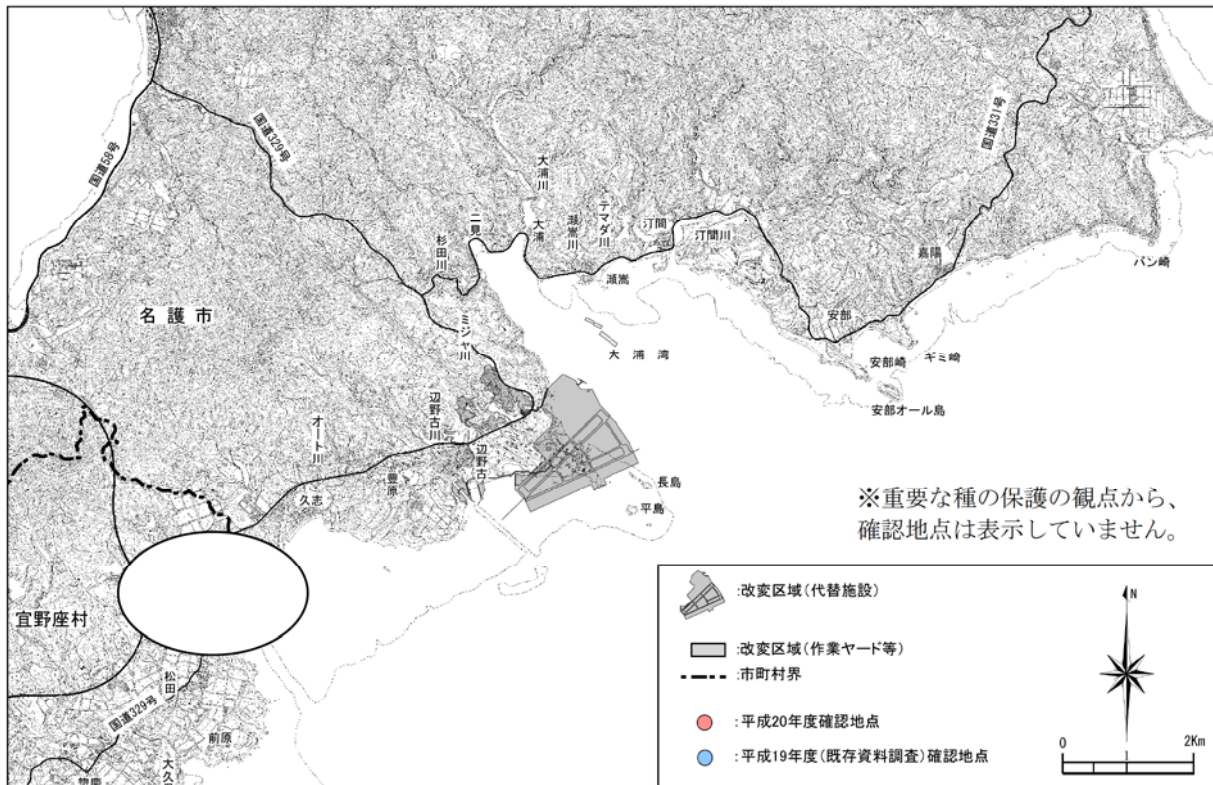 国道58号
国道329号
国道331号
大浦川
大浦
二見
杉田川
瀬嵩川
テマダ川
汀間
汀間川
瀬嵩
嘉陽
バン崎
名護市
ミジャ川
大浦湾
安部
安部崎
ギミ崎
安部オール島
辺野古川
オート川
辺野古
豊原
久志
長島
平島
※重要な種の保護の観点から、
確認地点は表示していません。
宜野座村
松田
国道329号
前原
:改変区域(代替施設)
:改変区域(作業ヤード等)
:市町村界
:平成20年度確認地点
:平成19年度(既存資料調査)確認地点
N
0 1 2Km